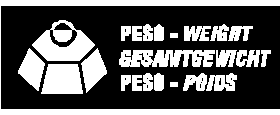 PESO - WEIGHT
GESAMTGEWICHT
PESO - POIDS